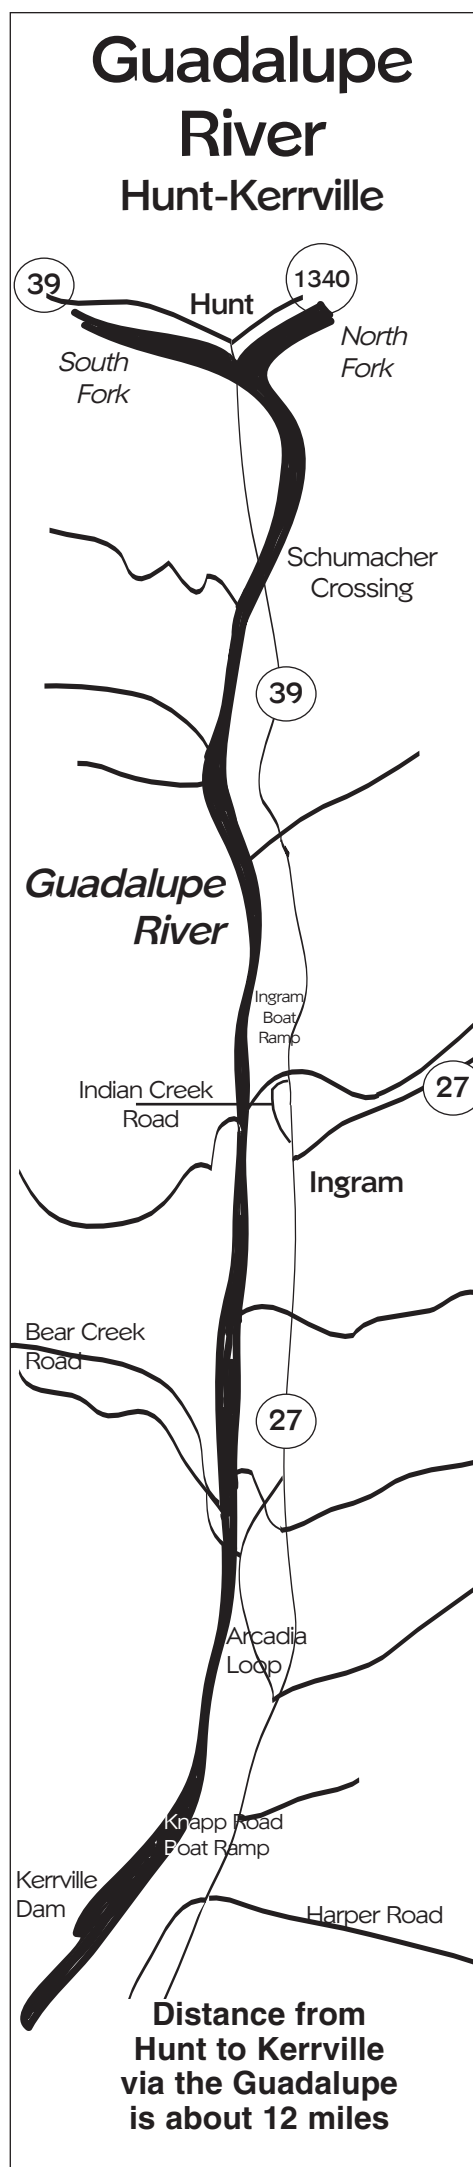 Guadalupe
River
Hunt-Kerrville
39
1340
Hunt
North
Fork
South
Fork
Schumacher
Crossing
39
Guadalupe
River
Ingram
Boat
Ramp
27
Indian Creek
Road
Ingram
Bear Creek
Road
27
Arcadia
Loop
Knapp Road
Boat Ramp
Kerrville
Dam
Harper Road
Distance from
Hunt to Kerrville
via the Guadalupe
is about 12 miles